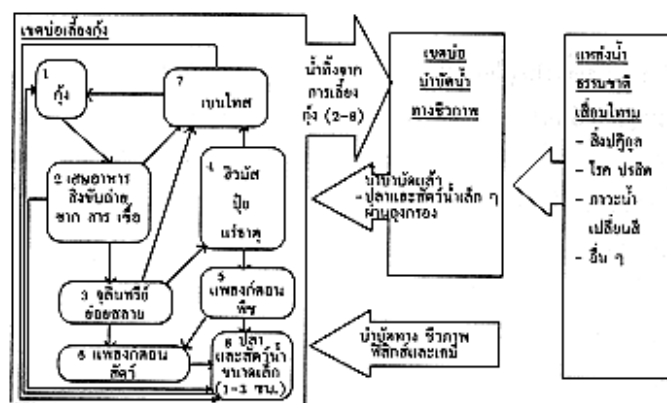 เขตบ่อเลี้ยงกุ้ง
1.
กุ้ง
7
เบนโทส
2 เศษอาหาร
สิ่งขับถ่าย
ซาก สาร เชื้อ
4
ฮิวมัส
ปุ๋ย
แร่ธาตุ
3 จุลินทรีย์
ย่อยสลาย
5
แพลงก์ตอน
พืช
6 แพลงก์ตอน
สัตว์
8 ปลา
และสัตว์น้ำ
ขนาดเล็ก
(1-3 ซน.)
น้ำทิ้งจาก
การเลี้ยง
กุ้ง (2-8)
เขตบ่อ
บำบัดน้ำ
ทางชีวภาพ
น้ำบำบัดแล้ว
-ปลาและสัตว์น้ำเล็ก ๆ
ผ่านถุงกรอง
บำบัดทาง ชีวภาพ
ฟิสิกส์และเคมี
แหล่งน้ำ
ธรรมชาติ
เสื่อมโทรม
- สิ่งปฏิกูล
- โรค ปรสิต
- ภาวะน้ำ
เปลี่ยนสี
- อื่น ๆ